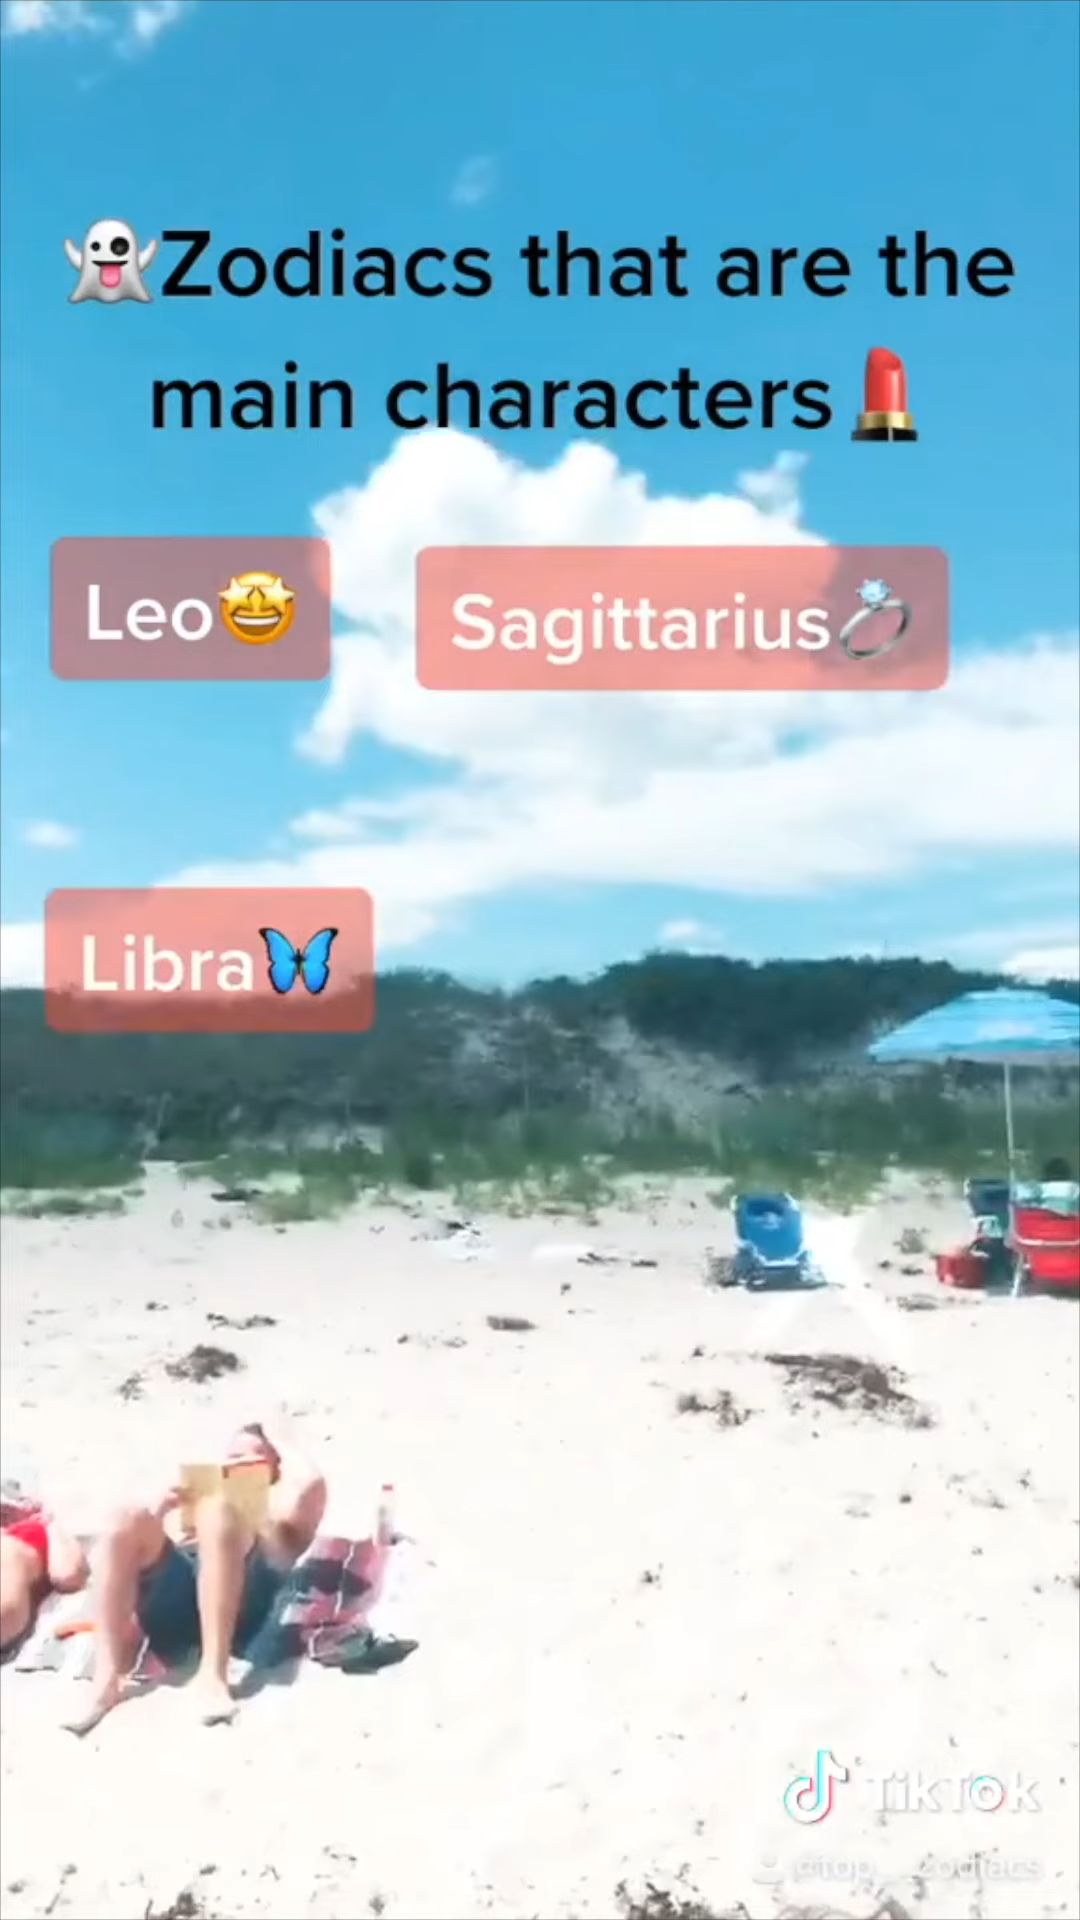 👻Zodiacs that are the
main characters💄
Leo🤩
Sagittarius💍
Libra🦋
TikTok